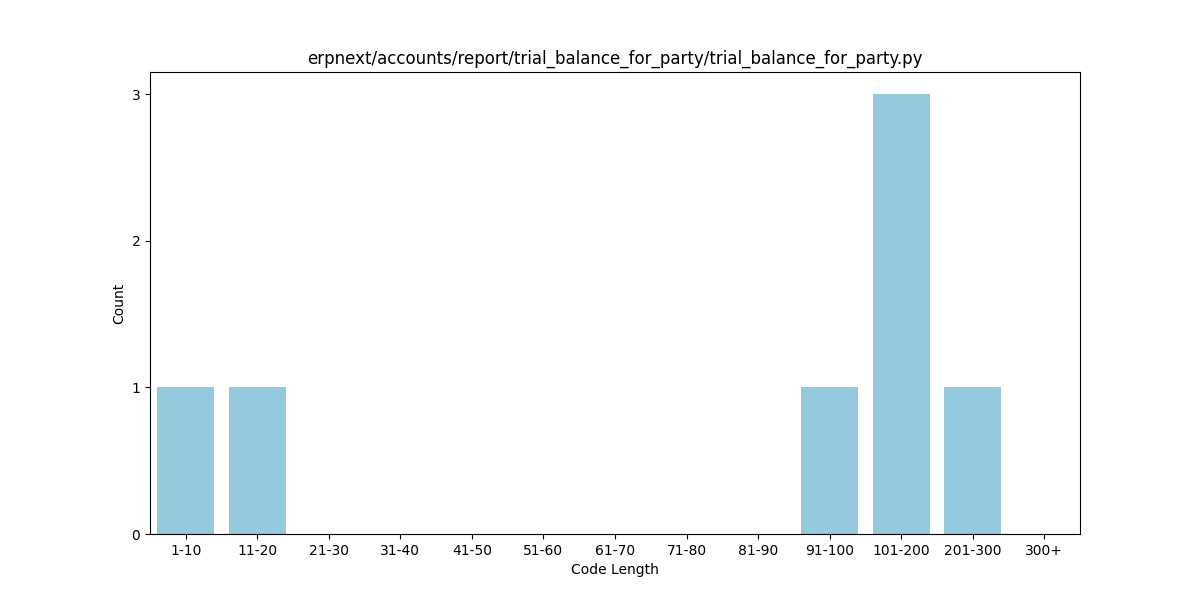 erpnext/accounts/report/trial_balance_for_party/trial_balance_for_party.py
3
2
1
0
Count
1-10 11-20 21-30 31-40 41-50 51-60 61-70 71-80 81-90 91-100 101-200 201-300 300+
Code Length